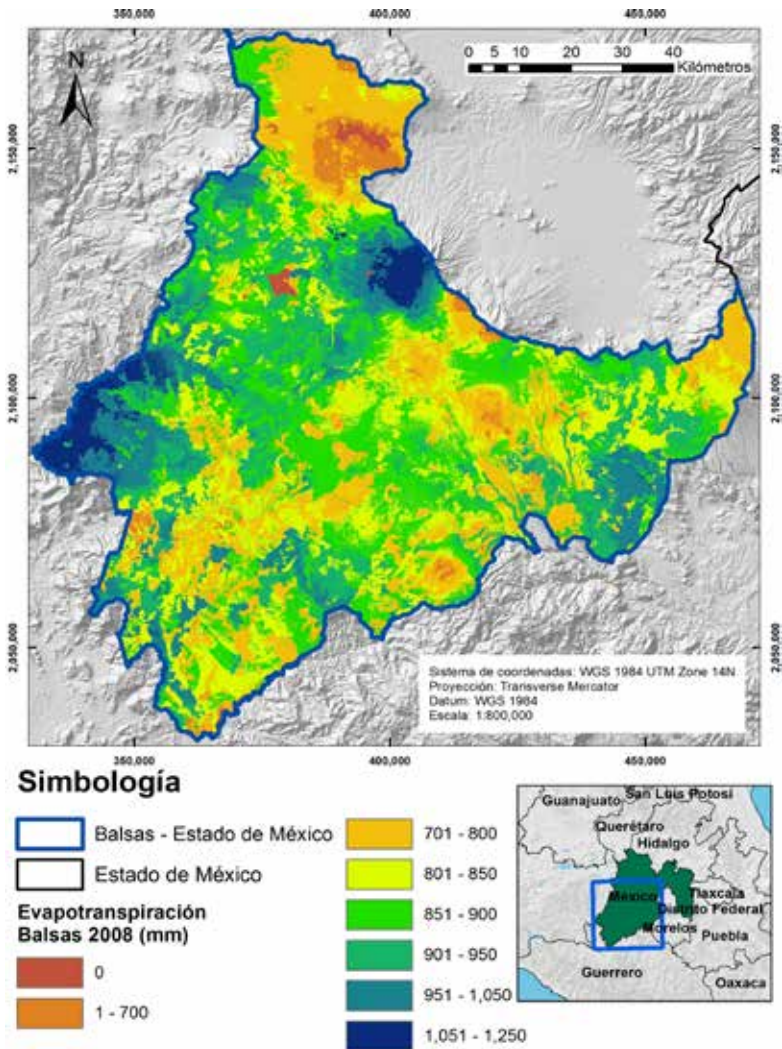 350,000 400,000 450,000
N
0 5 10 20 30 40
Kilómetros
2,150,000 2,150,000
2,100,000 2,100,000
2,050,000 2,050,000
Sistema de coordenadas: WGS 1984 UTM Zone 14N
Proyección: Transverse Mercator
Datum: WGS 1984
Escala: 1:800,000
350,000 400,000 450,000
Simbología
Balsas - Estado de México
Estado de México
Evapotranspiración
Balsas 2008 (mm)
0
1 - 700
701 - 800
801 - 850
851 - 900
901 - 950
951 - 1,050
1,051 - 1,250
San Luis Potosí
Guanajuato
Querétaro
Hidalgo
México
Tlaxcala
Distrito Federal
Morelos
Puebla
Guerrero
Oaxaca